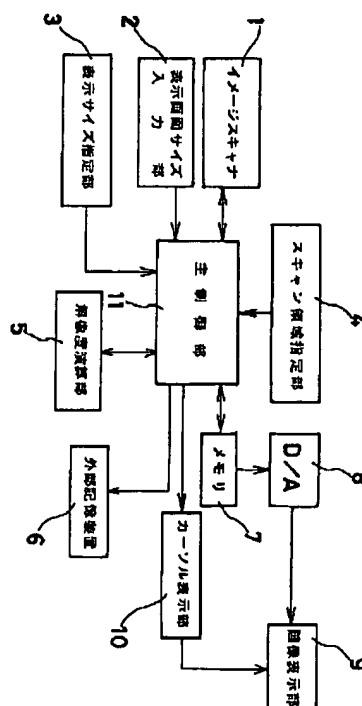 1
イメージスキャナ
2
表示画面サイズ
入力部
3
表示サイズ指定部
4
スキャン領域指定部
主制御部
11
5
解像度演算部
6
外部記憶装置
メモリ
7
D/A
8
9
画像表示部
カーソル表示部
10